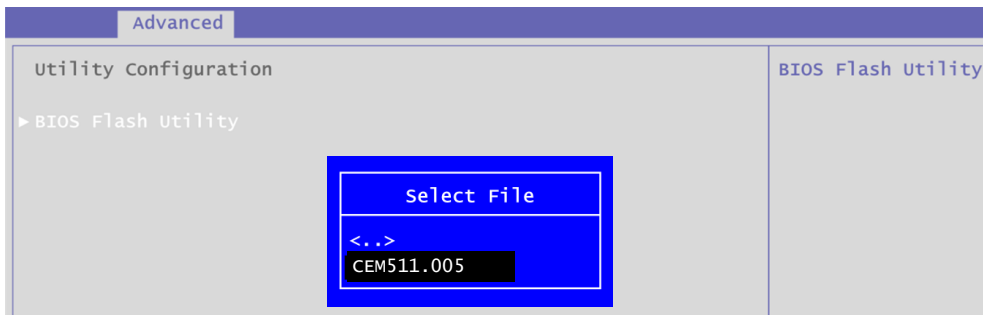 Advanced
Utility Configuration
BIOS Flash Utility
►BIOS Flash Utility
Select File
<..>
CEM511.005